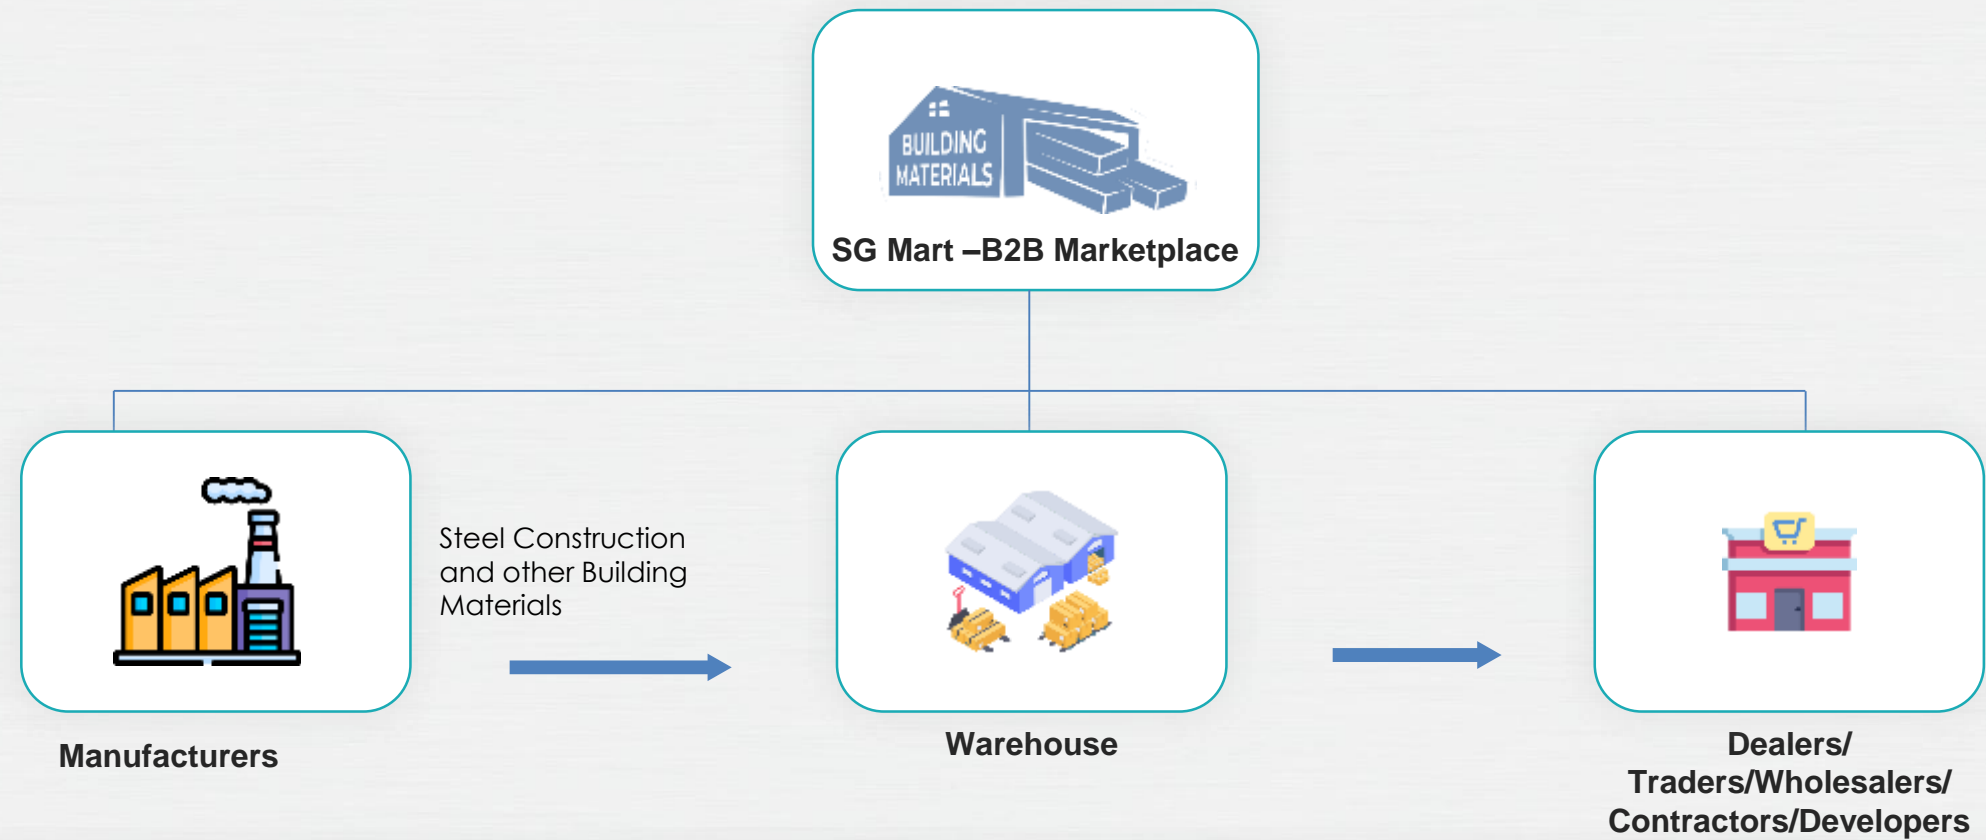 BUILDING
MATERIALS
SG Mart –B2B Marketplace
Steel Construction
and other Building
Materials
Manufacturers
Warehouse
Dealers/
Traders/Wholesalers/
Contractors/Developers